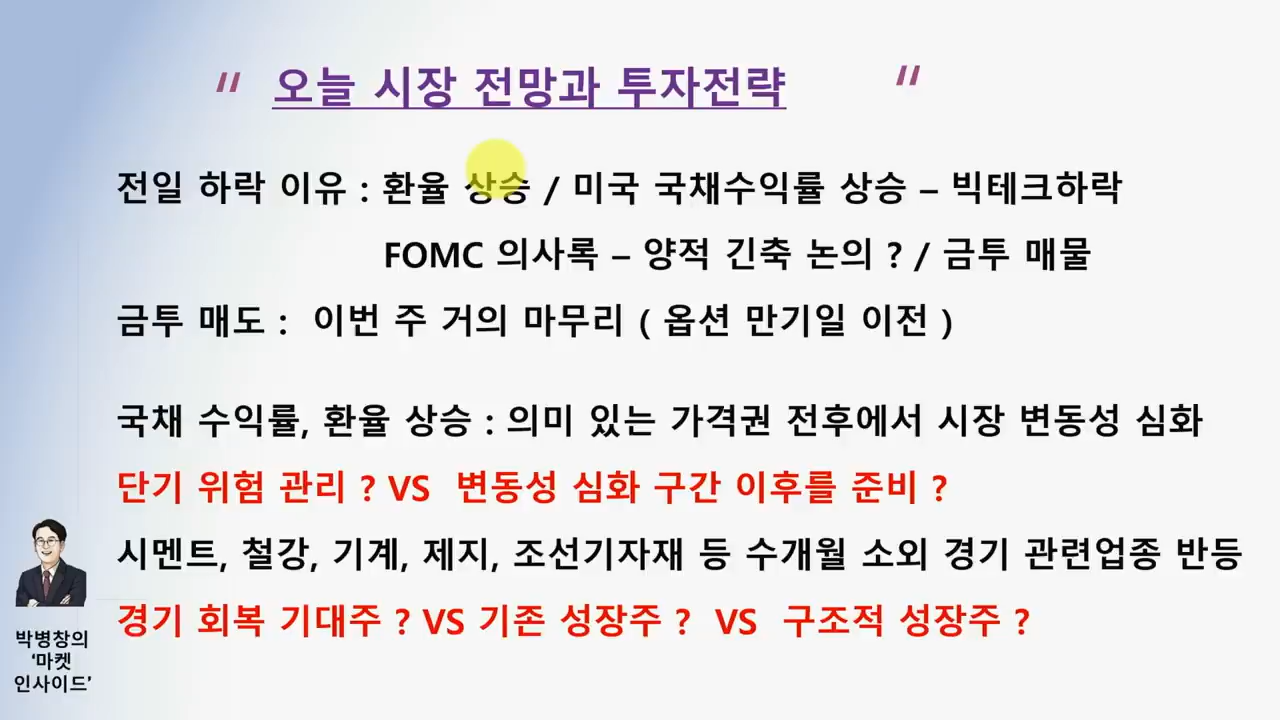 " 오늘 시장 전망과 투자전략 "
전일 하락 이유 : 환율 상승 / 미국 국채수익률 상승 – 빅테크하락
FOMC 의사록 – 양적 긴축 논의 ? / 금투 매물
금투 매도 : 이번 주 거의 마무리 ( 옵션 만기일 이전 )
국채 수익률, 환율 상승 : 의미 있는 가격권 전후에서 시장 변동성 심화
단기 위험 관리 ? VS 변동성 심화 구간 이후를 준비 ?
시멘트, 철강, 기계, 제지, 조선기자재 등 수개월 소외 경기 관련업종 반등
경기 회복 기대주 ? VS 기존 성장주 ? VS 구조적 성장주 ?
박병창의
‘마켓
인사이드’